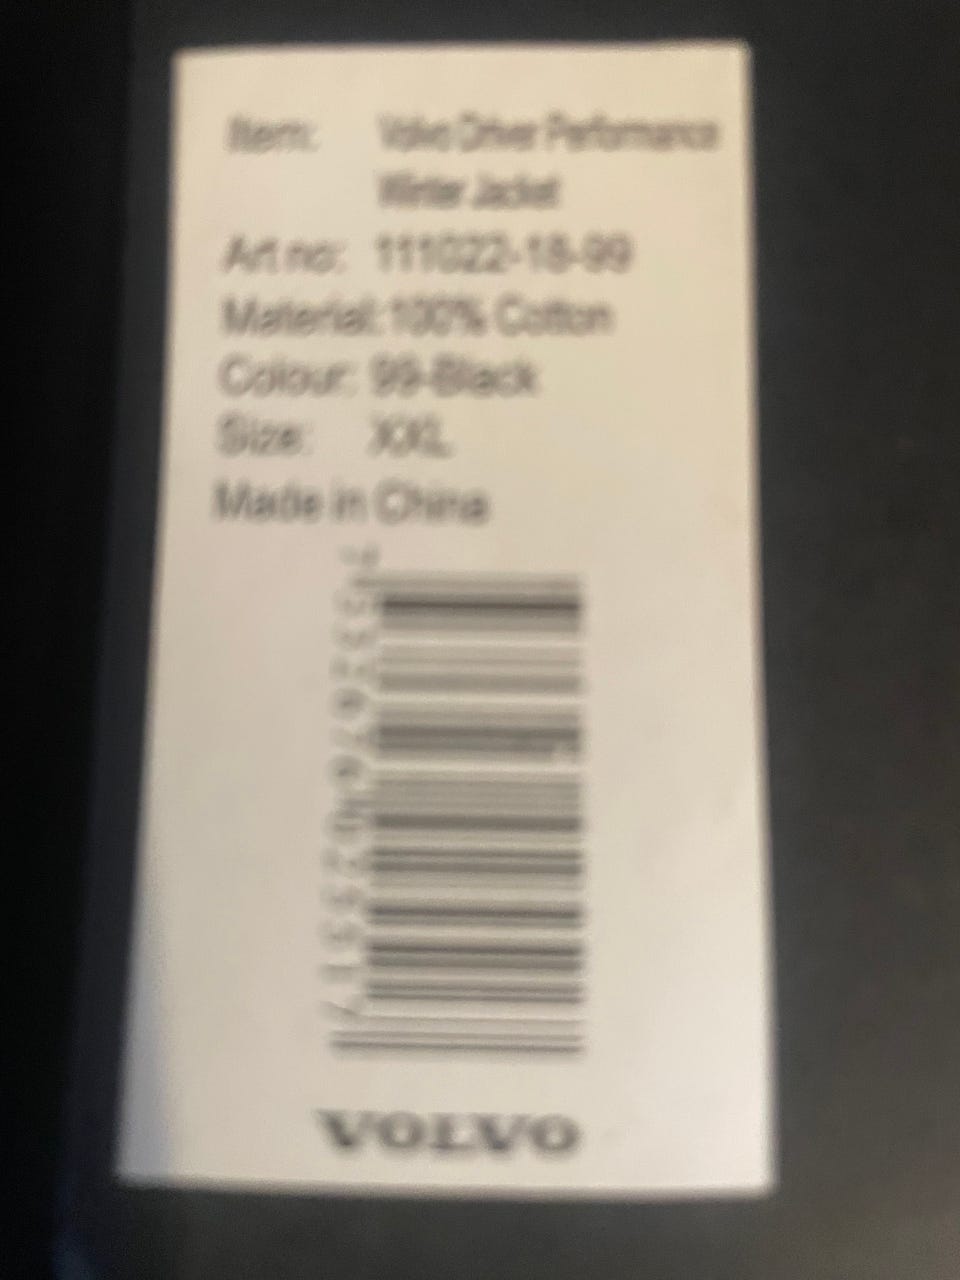 Item: Volvo Driver Performance
Winter Jacket
Art no: 111022-18-99
Material: 100% Cotton
Colour: 99-Black
Size: XXL
Made in China
VOLVO